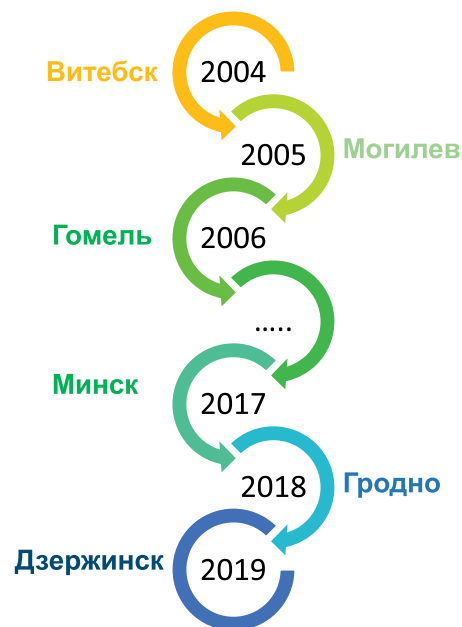 Витебск 2004
2005 Могилев
Гомель 2006
.....
Минск 2017
2018 Гродно
Дзержинск 2019